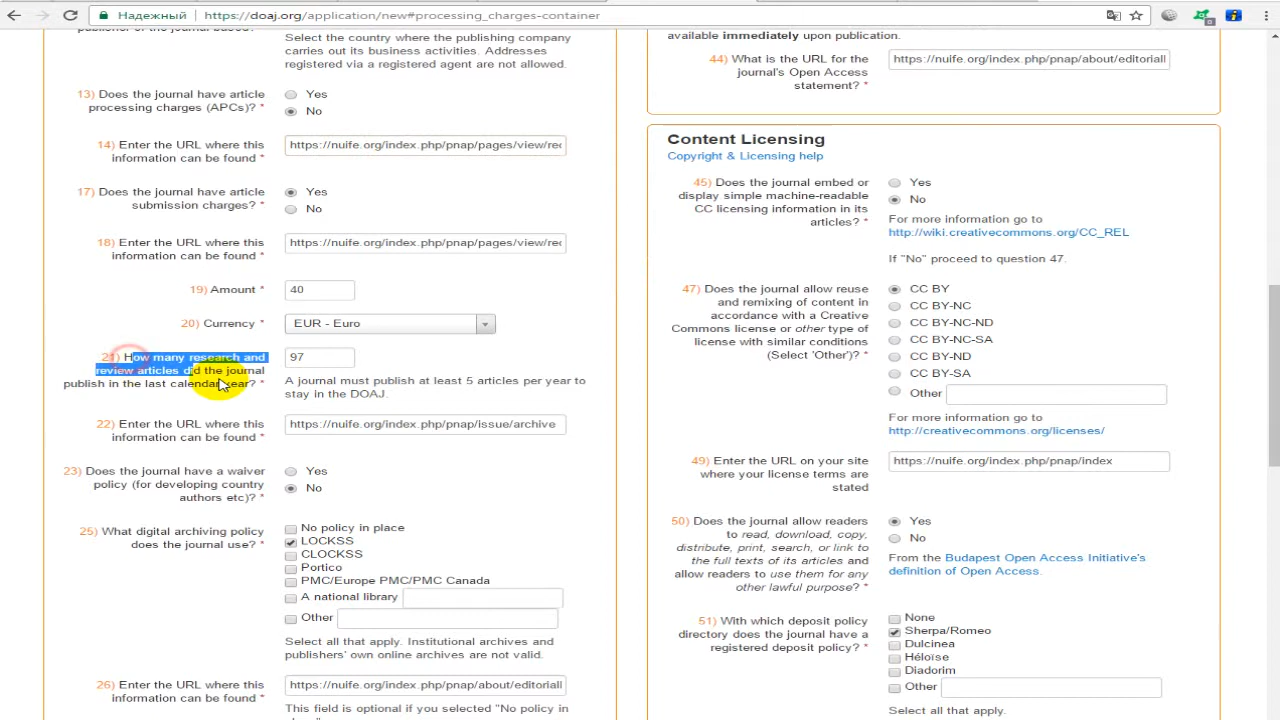 Надежный
https://doaj.org/application/new#processing_charges-container
Select the country where the publishing company
carries out its business activities. Addresses
registered via a registered agent are not allowed.
13) Does the journal have article
processing charges (APCs)? *
Yes
No
14) Enter the URL where this
information can be found *
https://nuife.org/index.php/pnap/pages/view/rec
17) Does the journal have article
submission charges? *
Yes
No
18) Enter the URL where this
information can be found *
https://nuife.org/index.php/pnap/pages/view/rec
19) Amount *
40
20) Currency *
EUR - Euro
21) How many research and
review articles did the journal
publish in the last calendar year? *
97
A journal must publish at least 5 articles per year to
stay in the DOAJ.
22) Enter the URL where this
information can be found *
https://nuife.org/index.php/pnap/issue/archive
23) Does the journal have a waiver
policy (for developing country
authors etc)? *
Yes
No
25) What digital archiving policy
does the journal use? *
No policy in place
LOCKSS
CLOCKSS
Portico
PMC/Europe PMC/PMC Canada
A national library
Other
Select all that apply. Institutional archives and
publishers' own online archives are not valid.
26) Enter the URL where this
information can be found *
https://nuife.org/index.php/pnap/about/editoriall
This field is optional if you selected "No policy in
available immediately upon publication.
44) What is the URL for the
journal's Open Access
statement? *
https://nuife.org/index.php/pnap/about/editoriall
Content Licensing
Copyright & Licensing help
45) Does the journal embed or
display simple machine-readable
CC licensing information in its
articles? *
Yes
No
For more information go to
http://wiki.creativecommons.org/CC_REL
If "No" proceed to question 47.
47) Does the journal allow reuse
and remixing of content in
accordance with a Creative
Commons license or other type of
license with similar conditions
(Select 'Other')? *
CC BY
CC BY-NC
CC BY-NC-ND
CC BY-NC-SA
CC BY-ND
CC BY-SA
Other
For more information go to
http://creativecommons.org/licenses/
49) Enter the URL on your site
where your license terms are
stated
https://nuife.org/index.php/pnap/index
50) Does the journal allow readers
to read, download, copy,
distribute, print, search, or link to
the full texts of its articles and
allow readers to use them for any
other lawful purpose? *
Yes
No
From the Budapest Open Access Initiative's
definition of Open Access.
51) With which deposit policy
directory does the journal have a
registered deposit policy? *
None
Sherpa/Romeo
Dulcinea
Héloïse
Diadorim
Other
Select all that apply.